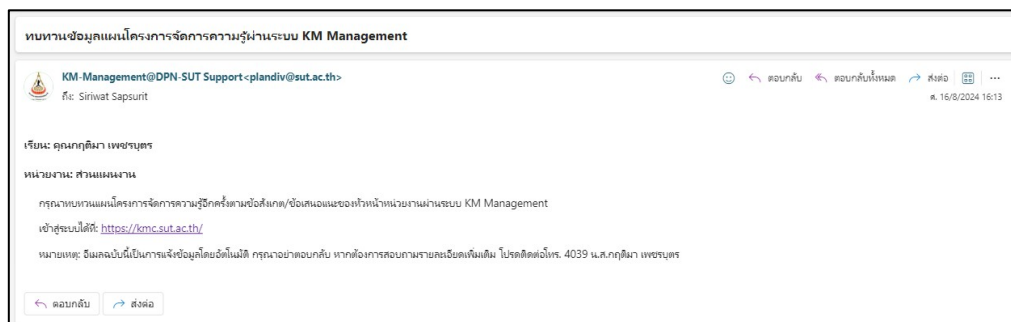 ทบทวนข้อมูลแผนโครงการจัดการความรู้ผ่านระบบ KM Management
KM-Management@DPN-SUT Support<plandiv@sut.ac.th>
ตอบกลับ ตอบกลับทั้งหมด ส่งต่อ
ถึง: Siriwat Sapsurit
ศ. 16/8/2024 16:13
เรียน: คุณกฤติมา เพชรบุตร
หน่วยงาน: ส่วนแผนงาน
กรุณาทบทวนแผนโครงการจัดการความรู้อีกครั้งตามข้อสังเกต/ข้อเสนอแนะของหัวหน้าหน่วยงานผ่านระบบ KM Management
เข้าสู่ระบบได้ที่: https://kmc.sut.ac.th/
หมายเหตุ: อีเมลฉบับนี้เป็นการแจ้งข้อมูลโดยอัตโนมัติ กรุณาอย่าตอบกลับ หากต้องการสอบถามรายละเอียดเพิ่มเติม โปรดติดต่อโทร. 4039 น.ส.กฤติมา เพชรบุตร
ตอบกลับ ส่งต่อ